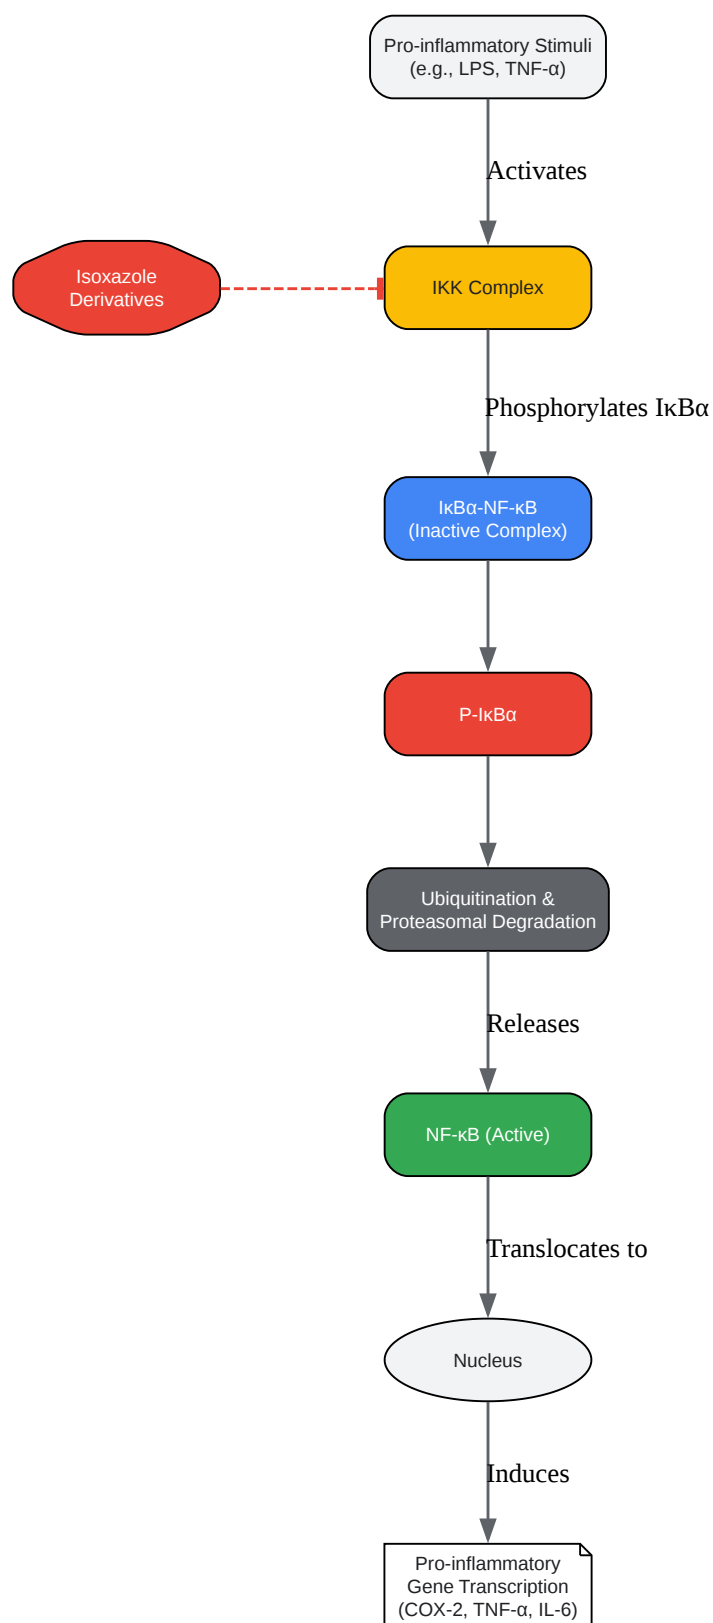 Pro-inflammatory Stimuli
(e.g., LPS, TNF-α)
Activates
Isoxazole
Derivatives
IKK Complex
Phosphorylates IκBα
IκBα-NF-κB
(Inactive Complex)
P-IκBα
Ubiquitination &
Proteasomal Degradation
Releases
NF-κB (Active)
Translocates to
Nucleus
Induces
Pro-inflammatory
Gene Transcription
(COX-2, TNF-α, IL-6)